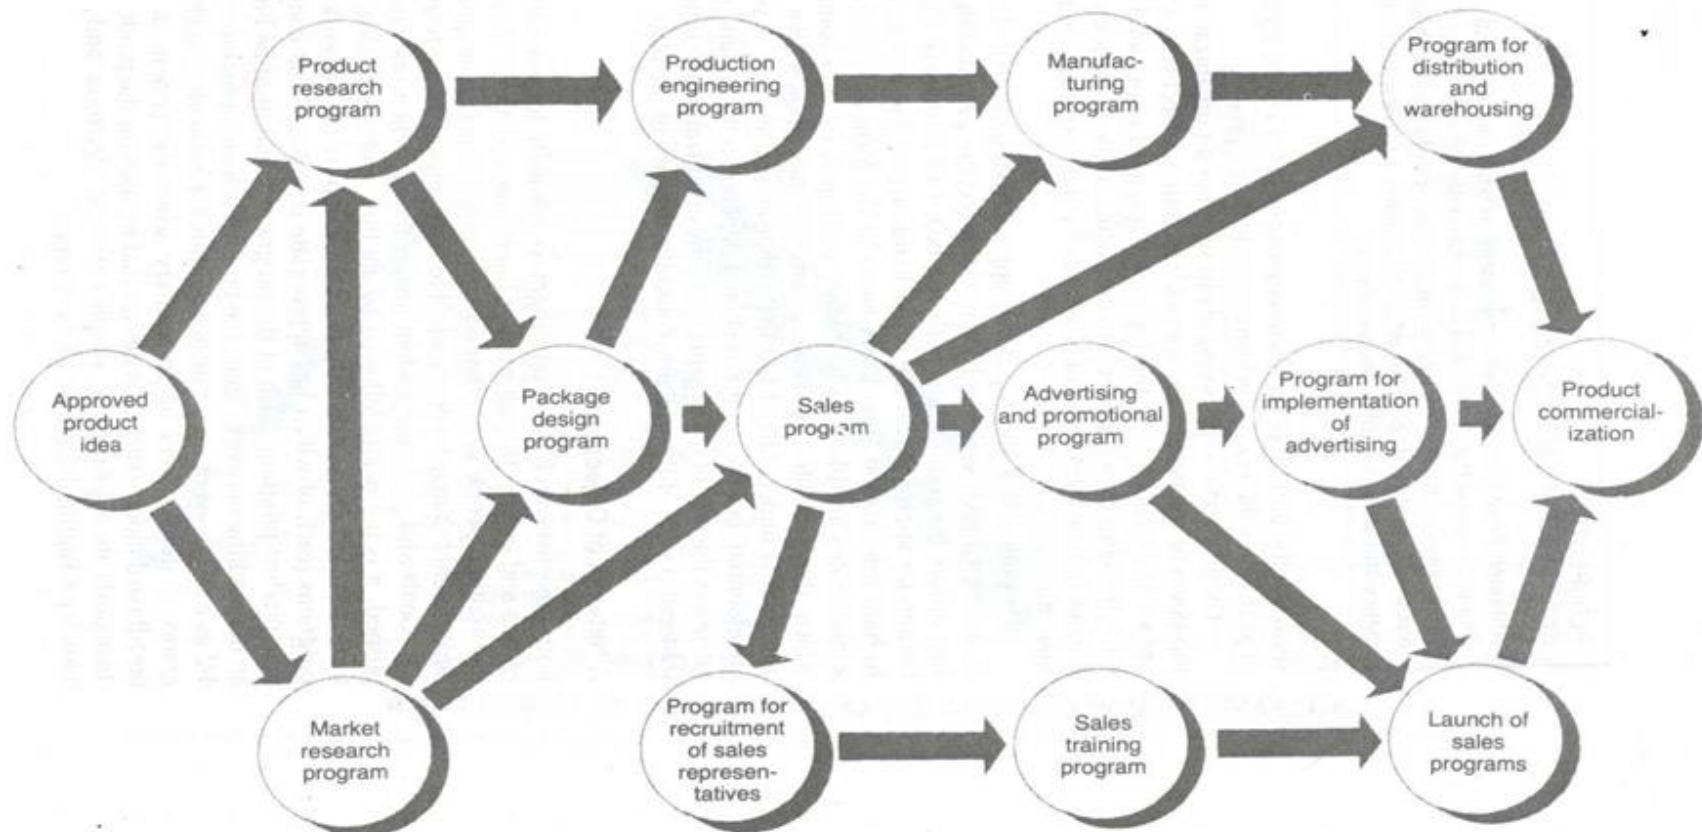 Product
research
program
Production
engineering
program
Manufac-
turing
program
Program for
distribution
and
warehousing
Approved
product
idea
Package
design
program
Sales
program
Advertising
and promotional
program
Program for
implementation
of
advertising
Product
commercial-
ization
Market
research
program
Program for
recruitment
of sales
represen-
tatives
Sales
training
program
Launch of
sales
programs